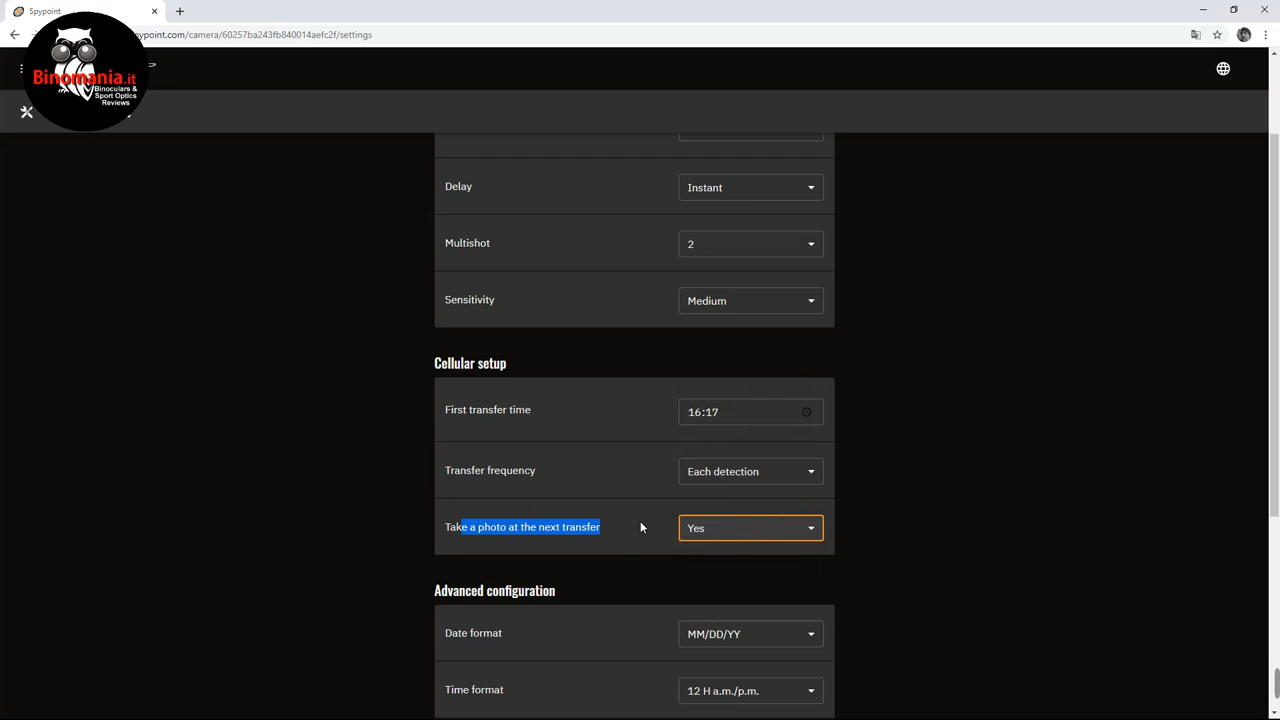 Spypoint
ypoint.com/camera/60257ba243fb840014aefc2f/settings
Binomania.it
Binoculars &
Sport Optics
Reviews
Delay
Instant
Multishot
2
Sensitivity
Medium
Cellular setup
First transfer time
16:17
Transfer frequency
Each detection
Take a photo at the next transfer
Yes
Advanced configuration
Date format
MM/DD/YY
Time format
12 H a.m./p.m.